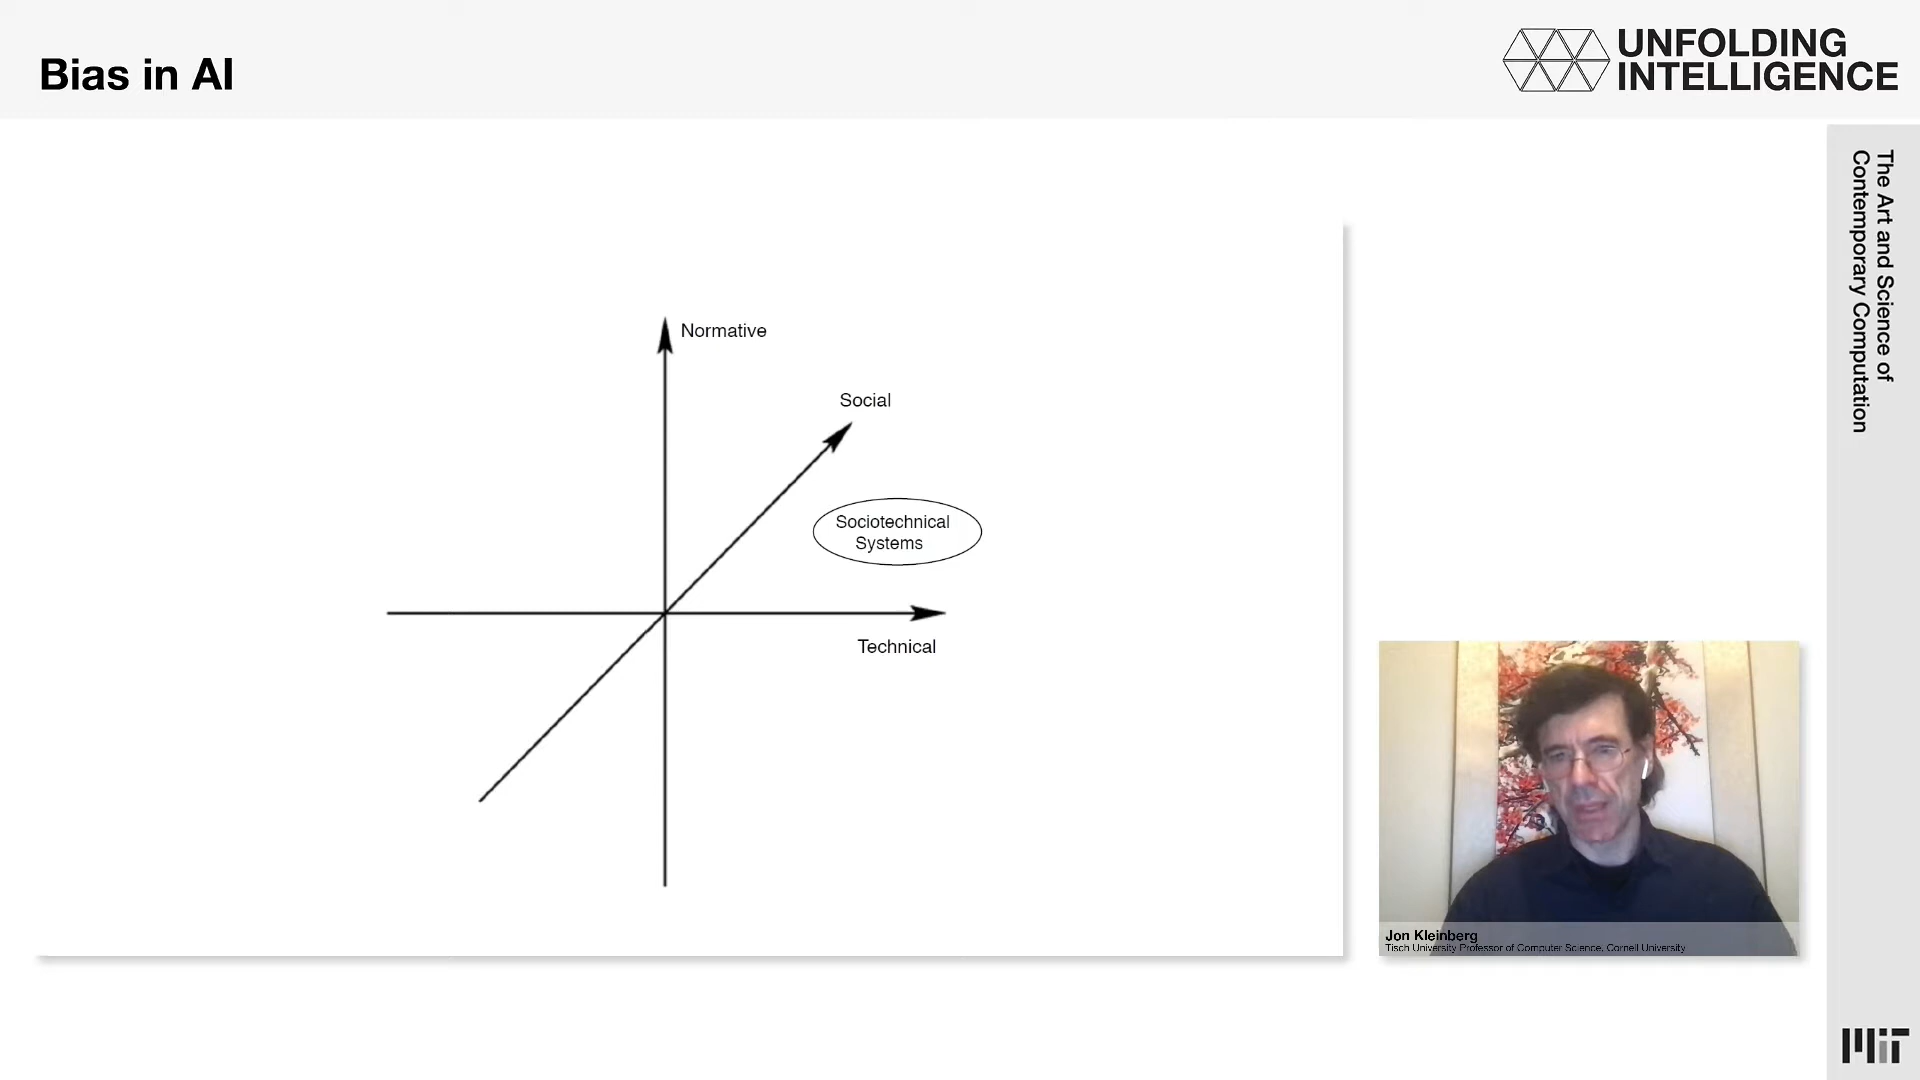 Bias in AI
UNFOLDING
INTELLIGENCE
The Art and Science of
Contemporary Computation
Normative
Social
Sociotechnical
Systems
Technical
Jon Kleinberg
Tisch University Professor of Computer Science, Cornell University
MIT